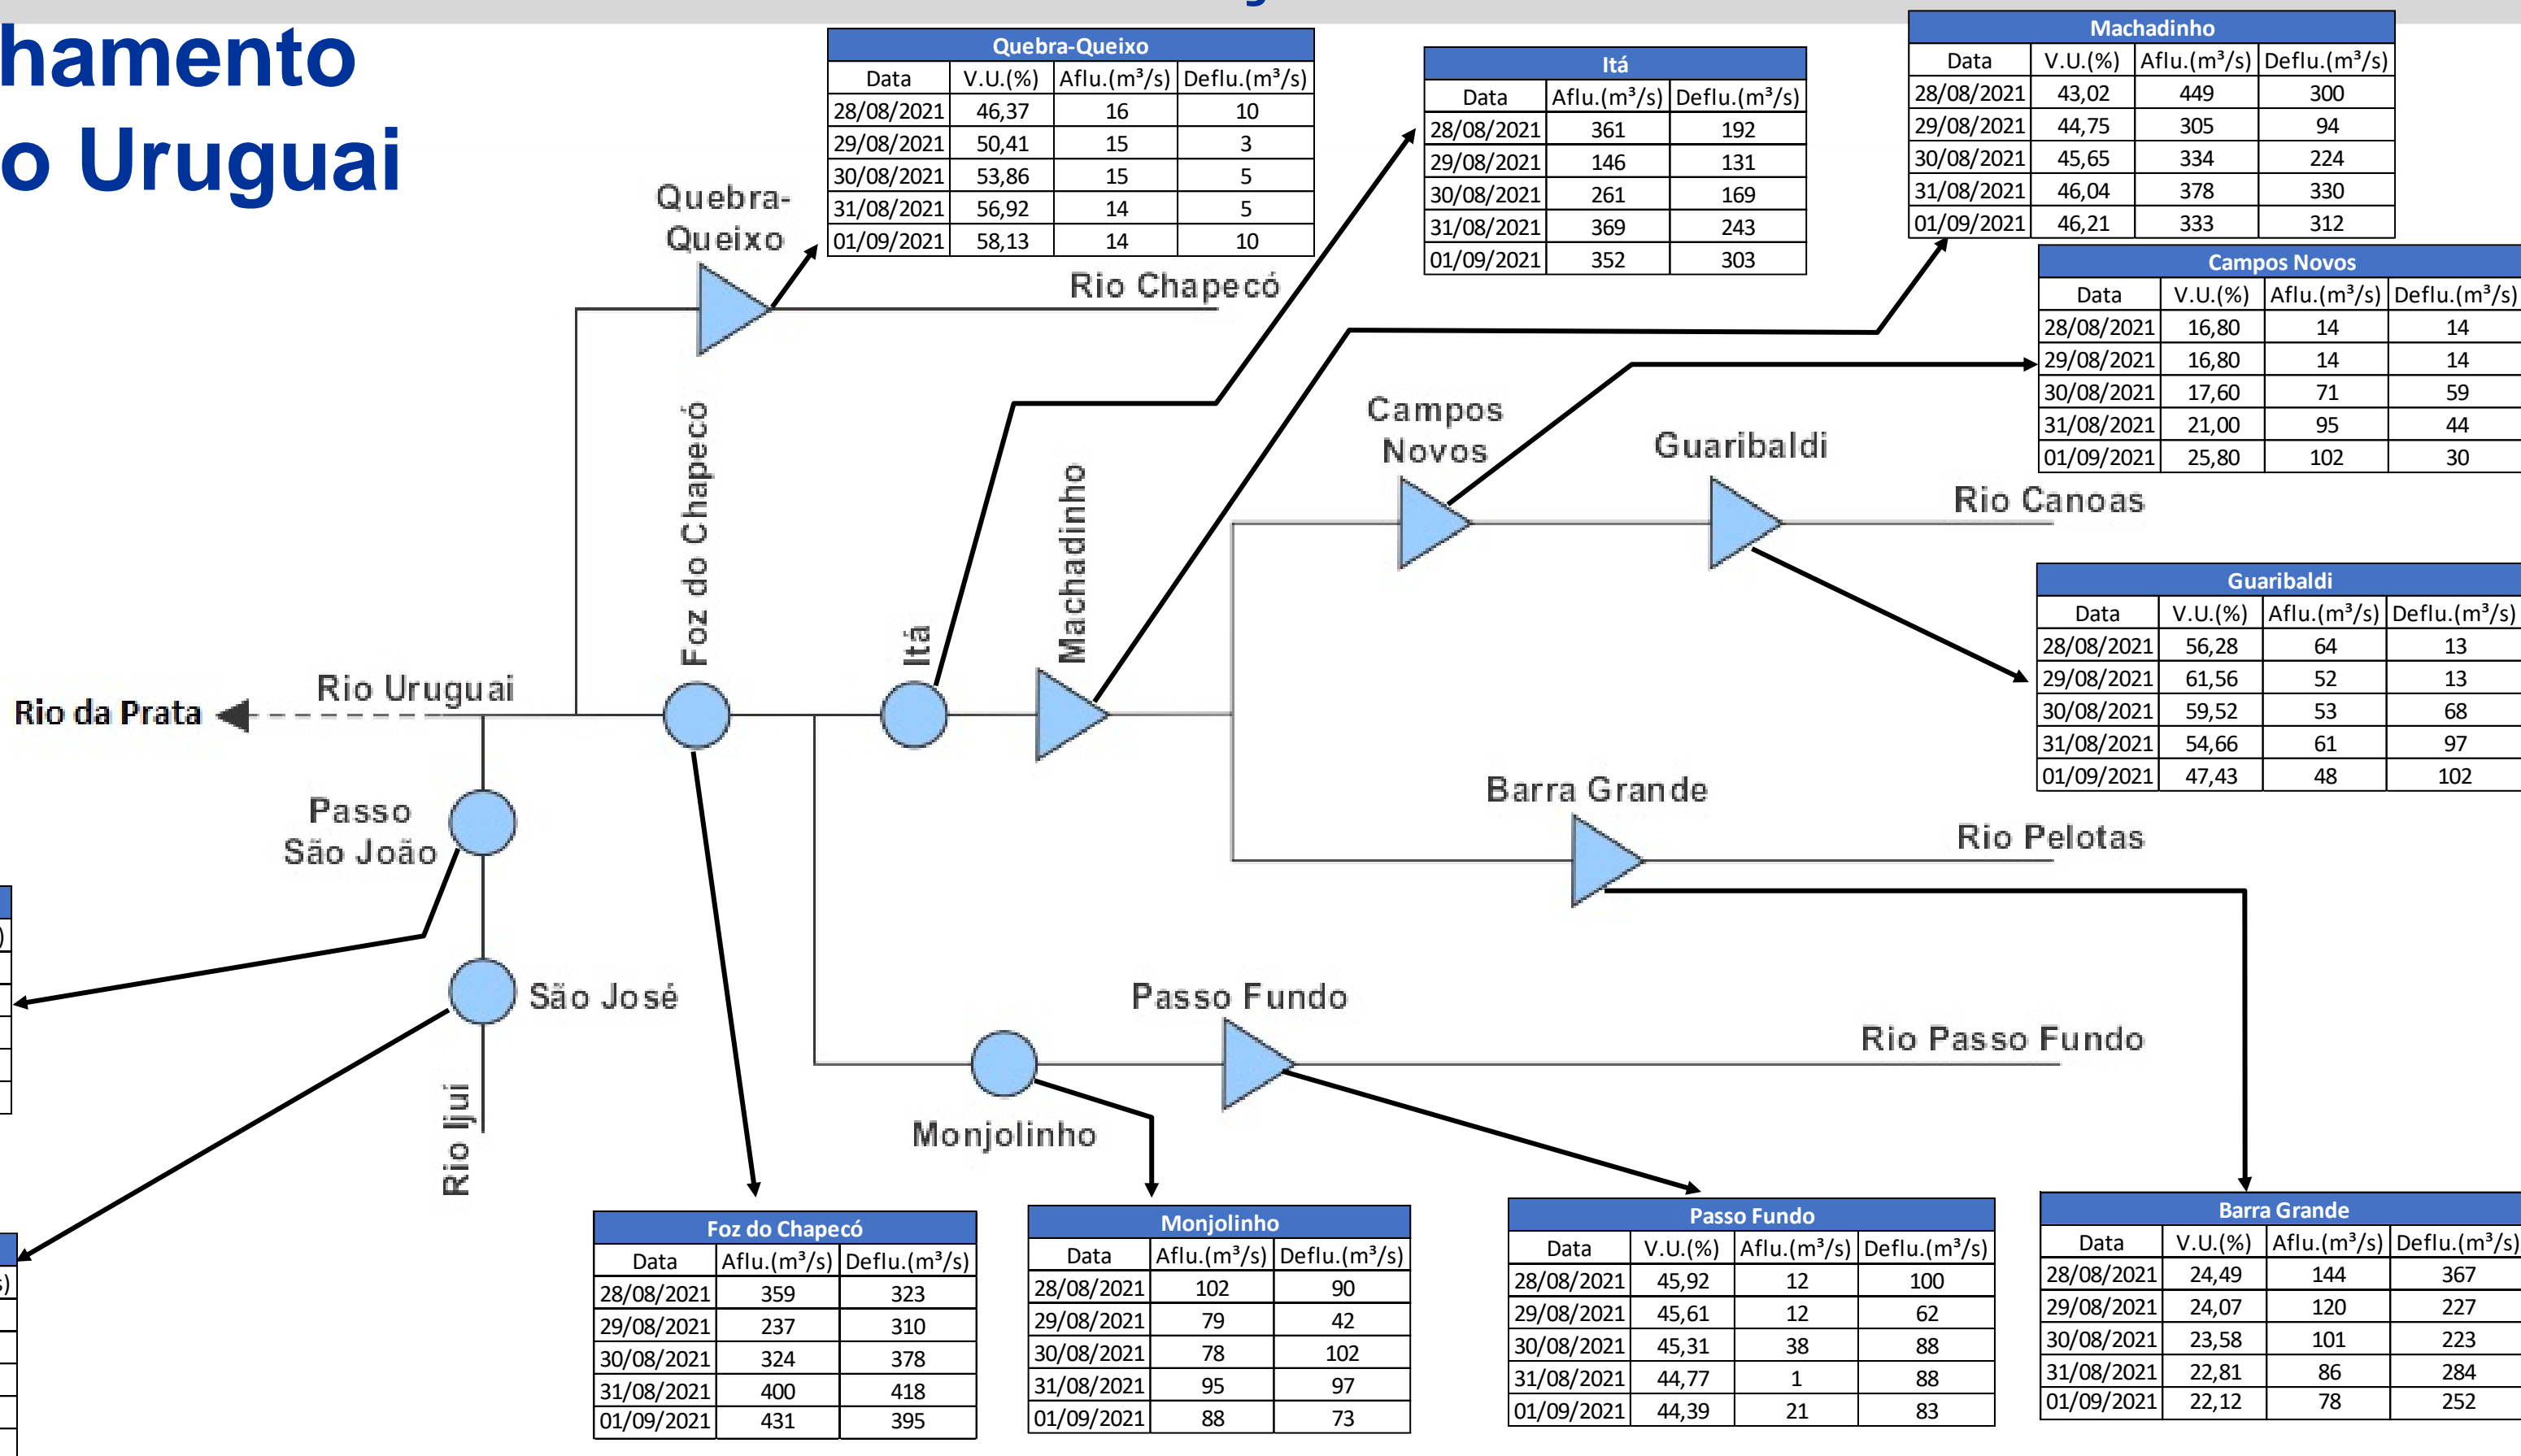 hamento
o Uruguai
Quebra-Queixo
Data V.U.(%) Aflu.(m³/s) Deflu.(m³/s)
28/08/2021 46,37 16 10
29/08/2021 50,41 15 3
30/08/2021 53,86 15 5
31/08/2021 56,92 14 5
01/09/2021 58,13 14 10
Itá
Data Aflu.(m³/s) Deflu.(m³/s)
28/08/2021 361 192
29/08/2021 146 131
30/08/2021 261 169
31/08/2021 369 243
01/09/2021 352 303
Machadinho
Data V.U.(%) Aflu.(m³/s) Deflu.(m³/s)
28/08/2021 43,02 449 300
29/08/2021 44,75 305 94
30/08/2021 45,65 334 224
31/08/2021 46,04 378 330
01/09/2021 46,21 333 312
Campos Novos
Data V.U.(%) Aflu.(m³/s) Deflu.(m³/s)
28/08/2021 16,80 14 14
29/08/2021 16,80 14 14
30/08/2021 17,60 71 59
31/08/2021 21,00 95 44
01/09/2021 25,80 102 30
Quebra-
Queixo
Rio Chapecó
Foz do Chapecó
Itá
Machadinho
Campos
Novos
Guaribaldi
Rio Canoas
Guaribaldi
Data V.U.(%) Aflu.(m³/s) Deflu.(m³/s)
28/08/2021 56,28 64 13
29/08/2021 61,56 52 13
30/08/2021 59,52 53 68
31/08/2021 54,66 61 97
01/09/2021 47,43 48 102
Rio da Prata
Rio Uruguai
Passo
São João
Barra Grande
Rio Pelotas
São José
Rio Ijui
Passo Fundo
Rio Passo Fundo
Monjolinho
)
s)
Foz do Chapecó
Data Aflu.(m³/s) Deflu.(m³/s)
28/08/2021 359 323
29/08/2021 237 310
30/08/2021 324 378
31/08/2021 400 418
01/09/2021 431 395
Monjolinho
Data Aflu.(m³/s) Deflu.(m³/s)
28/08/2021 102 90
29/08/2021 79 42
30/08/2021 78 102
31/08/2021 95 97
01/09/2021 88 73
Passo Fundo
Data V.U.(%) Aflu.(m³/s) Deflu.(m³/s)
28/08/2021 45,92 12 100
29/08/2021 45,61 12 62
30/08/2021 45,31 38 88
31/08/2021 44,77 1 88
01/09/2021 44,39 21 83
Barra Grande
Data V.U.(%) Aflu.(m³/s) Deflu.(m³/s)
28/08/2021 24,49 144 367
29/08/2021 24,07 120 227
30/08/2021 23,58 101 223
31/08/2021 22,81 86 284
01/09/2021 22,12 78 252